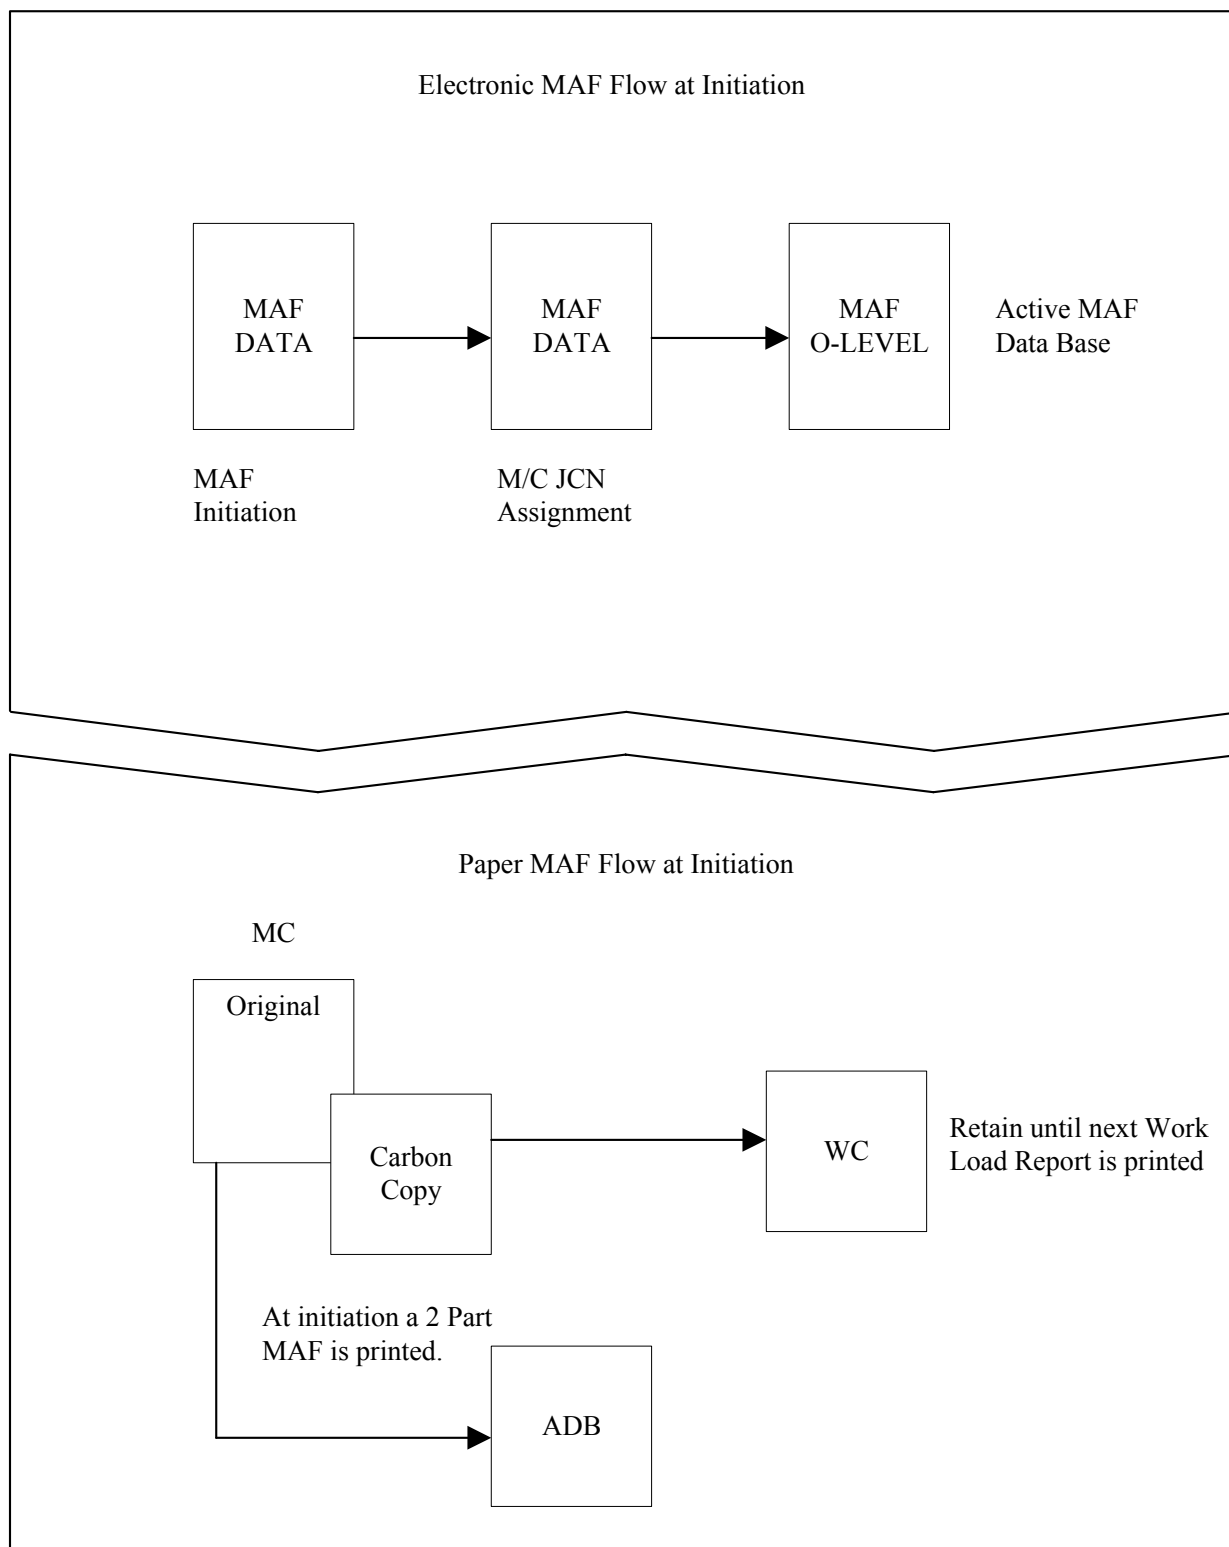 Electronic MAF Flow at Initiation
MAF
DATA
MAF
DATA
MAF
O-LEVEL
Active MAF
Data Base
MAF
Initiation
M/C JCN
Assignment
Paper MAF Flow at Initiation
MC
Original
Carbon
Copy
WC
Retain until next Work
Load Report is printed
At initiation a 2 Part
MAF is printed.
ADB